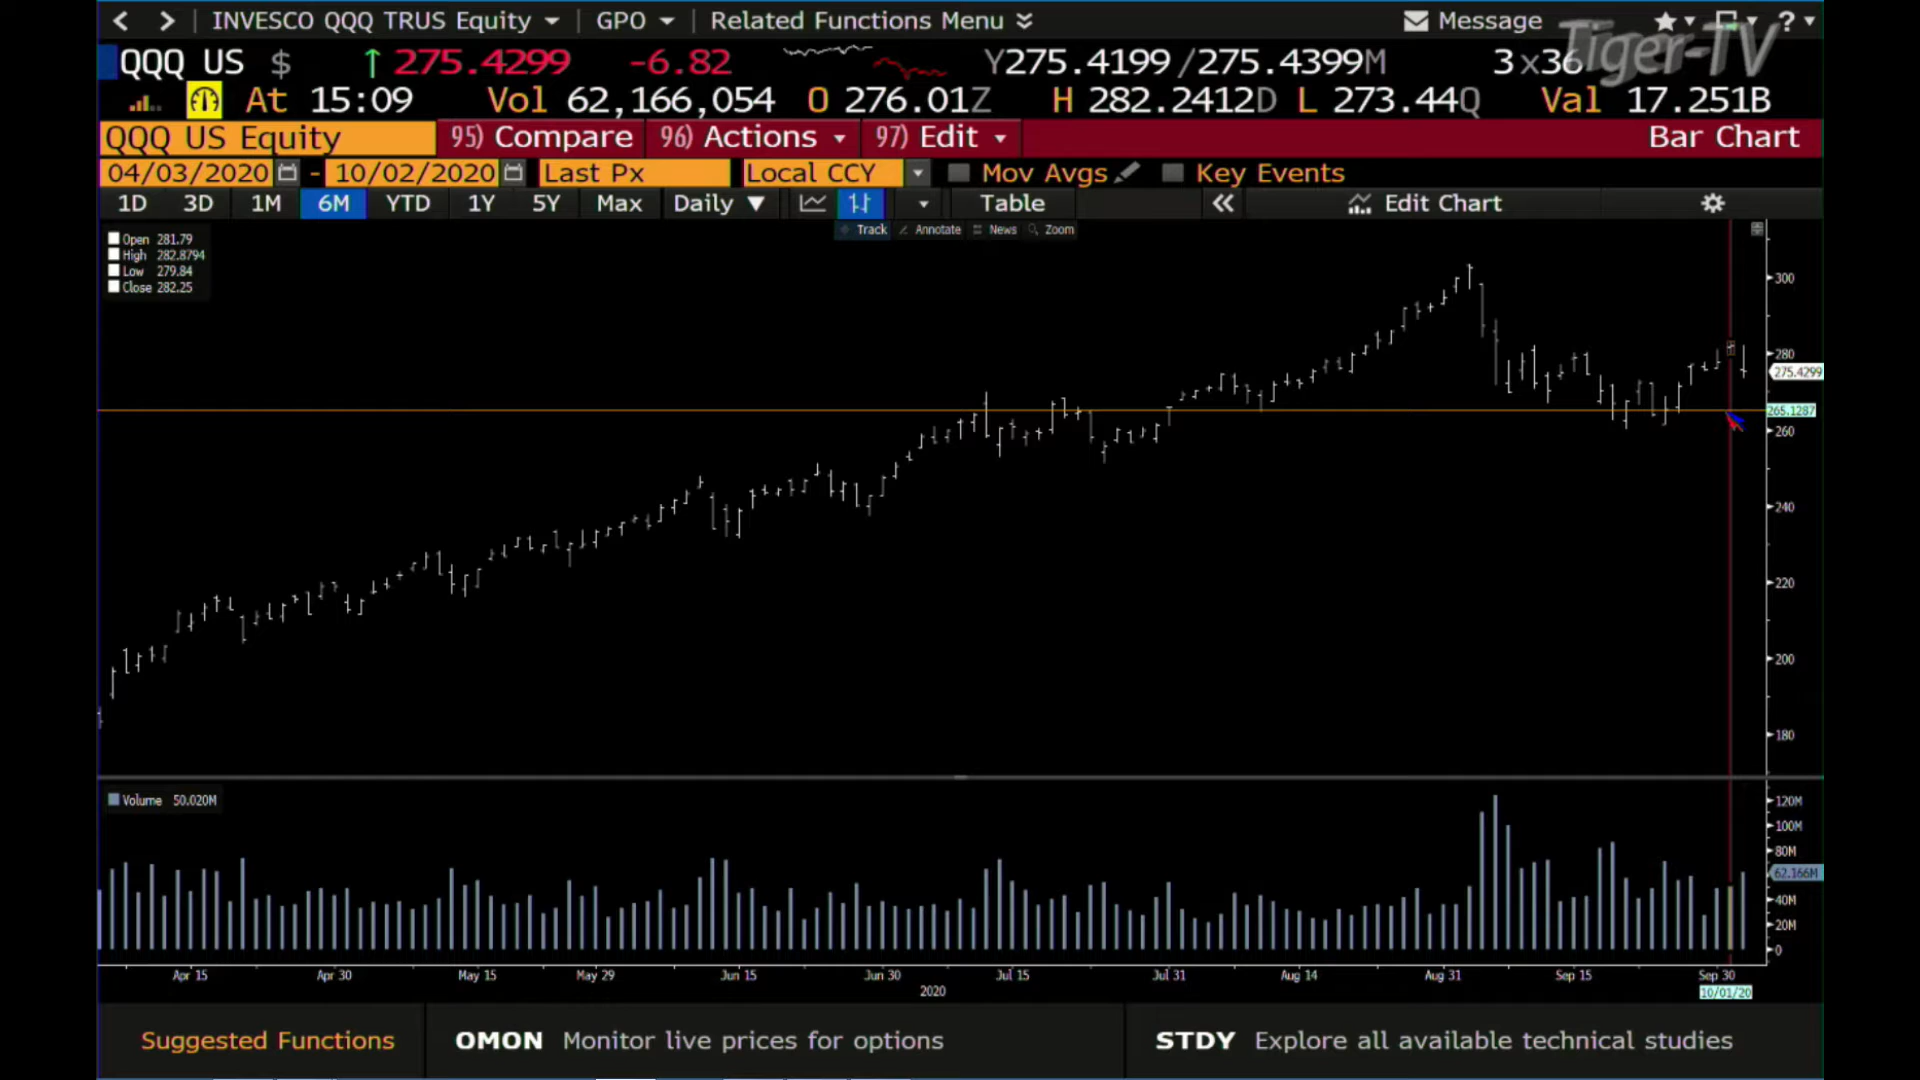 INVESCO QQQ TRUS Equity GPO Related Functions Menu Message ?
Tiger-TV
QQQ US $ ↑ 275.4299 -6.82 Y275.4199 /275.4399M 3x36
At 15:09 Vol 62,166,054 O 276.01Z H 282.2412D L 273.44Q Val 17.251B
QQQ US Equity 95) Compare 96) Actions 97) Edit Bar Chart
04/03/2020 - 10/02/2020 Last Px Local CCY Mov Avgs Key Events
1D 3D 1M 6M YTD 1Y 5Y Max Daily ▼ Table « Edit Chart
Track Annotate News Zoom
Open 281.79
High 282.8794
Low 279.84
Close 282.25
300
280
275.4299
265.1287
260
240
220
200
180
Volume 50.020M
120M
100M
80M
62.166M
40M
20M
0
Apr 15 Apr 30 May 15 May 29 Jun 15 Jun 30 Jul 15 Jul 31 Aug 14 Aug 31 Sep 15 Sep 30
2020 10/01/20
Suggested Functions OMON Monitor live prices for options STDY Explore all available technical studies